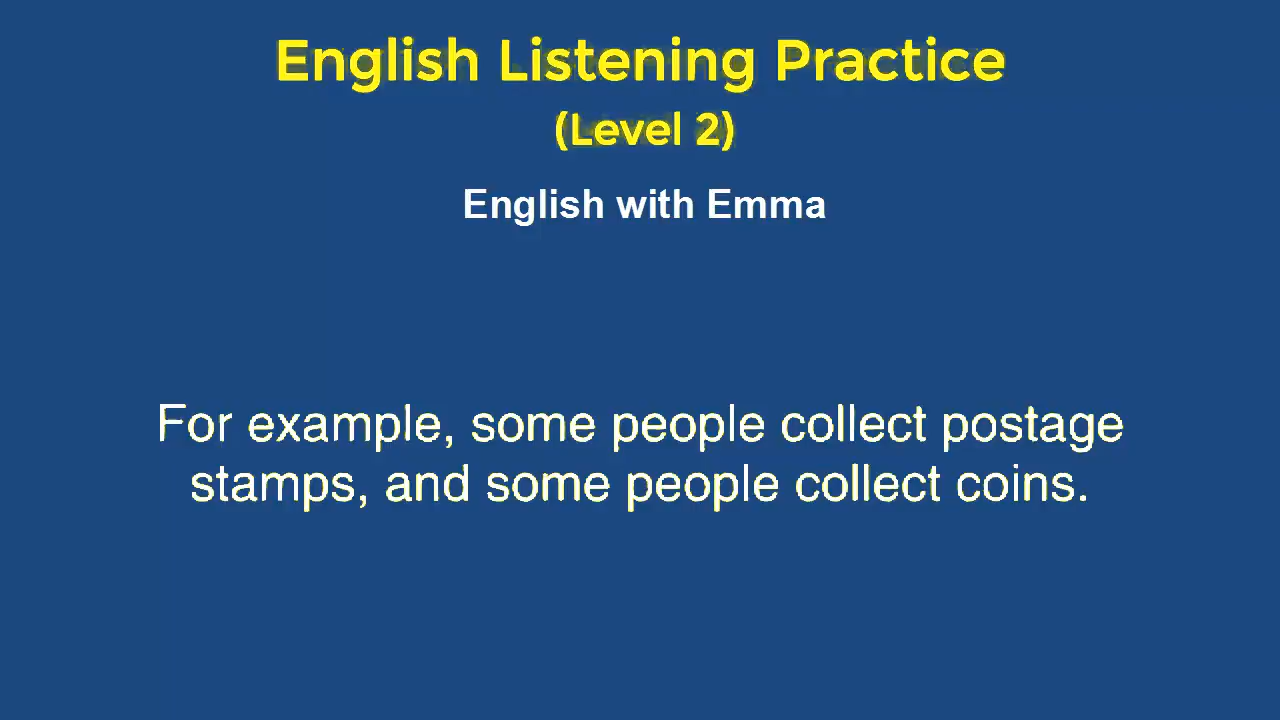 English Listening Practice
(Level 2)
English with Emma
For example, some people collect postage
stamps, and some people collect coins.